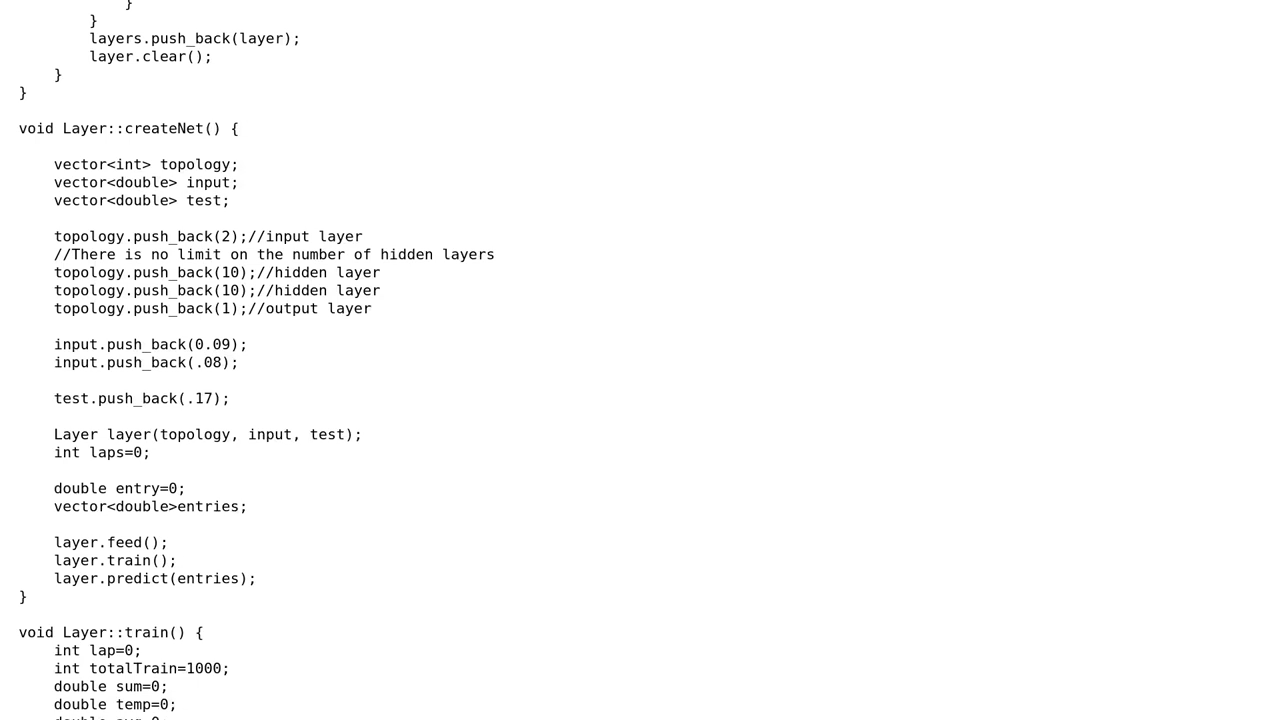 }
}
layers.push_back(layer);
layer.clear();
}
}
void Layer::createNet() {
vector<int> topology;
vector<double> input;
vector<double> test;
topology.push_back(2);//input layer
//There is no limit on the number of hidden layers
topology.push_back(10);//hidden layer
topology.push_back(10);//hidden layer
topology.push_back(1);//output layer
input.push_back(0.09);
input.push_back(.08);
test.push_back(.17);
Layer layer(topology, input, test);
int laps=0;
double entry=0;
vector<double>entries;
layer.feed();
layer.train();
layer.predict(entries);
}
void Layer::train() {
int lap=0;
int totalTrain=1000;
double sum=0;
double temp=0;